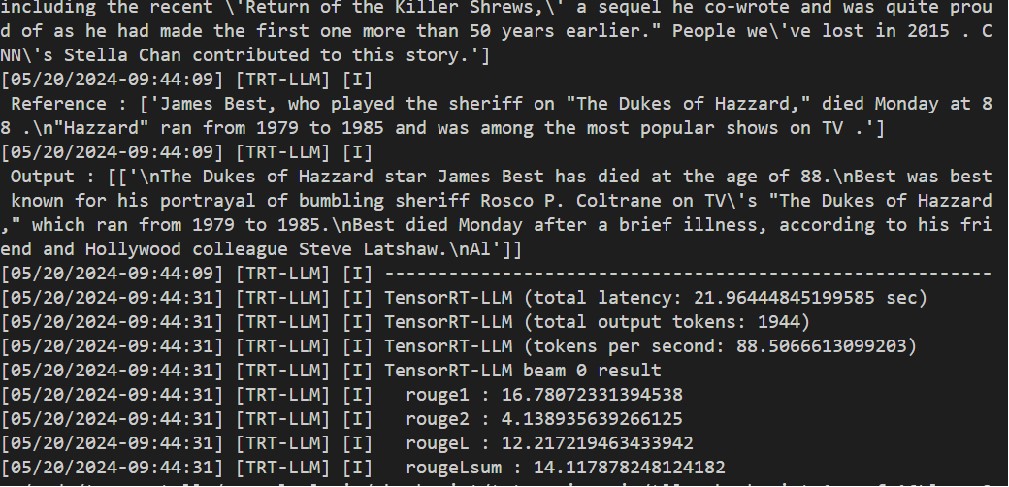 including the recent \'Return of the Killer Shrews,\' a sequel he co-wrote and was quite prou
d of as he had made the first one more than 50 years earlier." People we\'ve lost in 2015 . C
NN\'s Stella Chan contributed to this story.']
[05/20/2024-09:44:09] [TRT-LLM] [I]
 Reference : ['James Best, who played the sheriff on "The Dukes of Hazzard," died Monday at 8
8 .\n"Hazzard" ran from 1979 to 1985 and was among the most popular shows on TV .']
[05/20/2024-09:44:09] [TRT-LLM] [I]
 Output : [['\nThe Dukes of Hazzard star James Best has died at the age of 88.\nBest was best
 known for his portrayal of bumbling sheriff Rosco P. Coltrane on TV\'s "The Dukes of Hazzard
," which ran from 1979 to 1985.\nBest died Monday after a brief illness, according to his fri
end and Hollywood colleague Steve Latshaw.\nAl']]
[05/20/2024-09:44:09] [TRT-LLM] [I] ---------------------------------------------------------
[05/20/2024-09:44:31] [TRT-LLM] [I] TensorRT-LLM (total latency: 21.96444845199585 sec)
[05/20/2024-09:44:31] [TRT-LLM] [I] TensorRT-LLM (total output tokens: 1944)
[05/20/2024-09:44:31] [TRT-LLM] [I] TensorRT-LLM (tokens per second: 88.5066613099203)
[05/20/2024-09:44:31] [TRT-LLM] [I] TensorRT-LLM beam 0 result
[05/20/2024-09:44:31] [TRT-LLM] [I]   rouge1 : 16.78072331394538
[05/20/2024-09:44:31] [TRT-LLM] [I]   rouge2 : 4.138935639266125
[05/20/2024-09:44:31] [TRT-LLM] [I]   rougeL : 12.217219463433942
[05/20/2024-09:44:31] [TRT-LLM] [I]   rougeLsum : 14.117878248124182